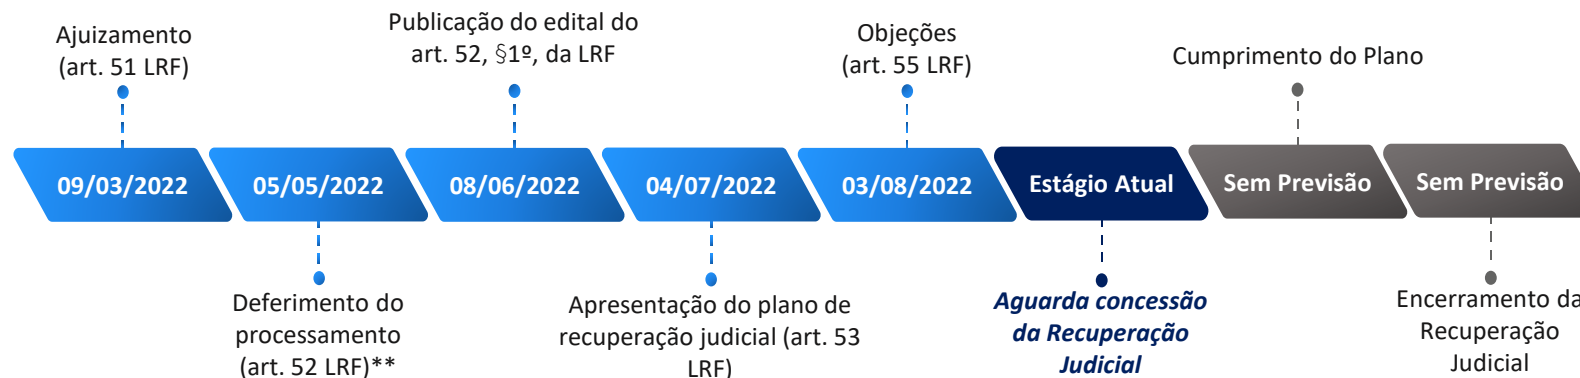 Ajuizamento
(art. 51 LRF)
Publicação do edital do
art. 52, §1º, da LRF
Objeções
(art. 55 LRF)
Cumprimento do Plano
09/03/2022
05/05/2022
08/06/2022
04/07/2022
03/08/2022
Estágio Atual
Sem Previsão
Sem Previsão
Deferimento do
processamento
(art. 52 LRF)**
Apresentação do plano de
recuperação judicial (art. 53
LRF)
Aguarda concessão
da Recuperação
Judicial
Encerramento da
Recuperação
Judicial